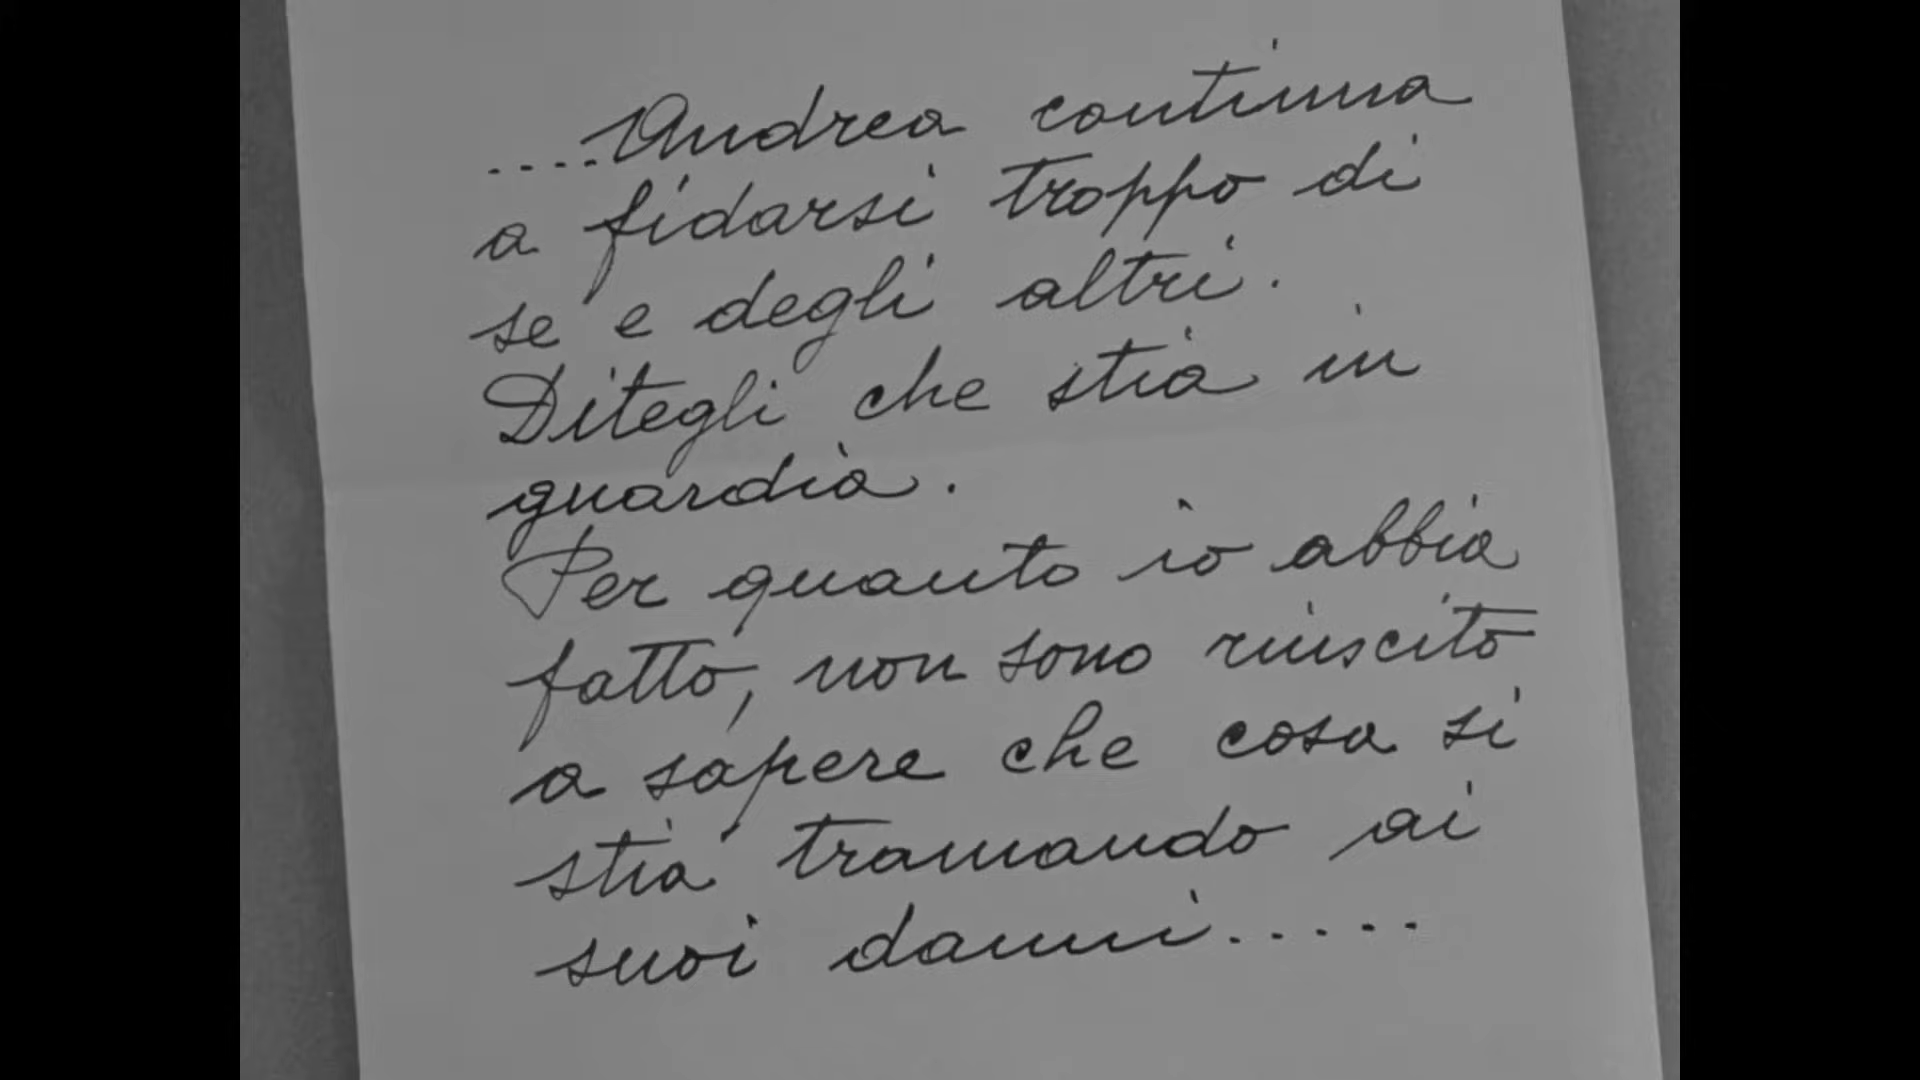 ....Andrea continua
a fidarsi troppo di
se e degli altri.
Ditegli che stia in
guardia.
Per quanto io abbia
fatto, non sono riuscito
a sapere che cosa si
stia tramando ai
suoi danni.....